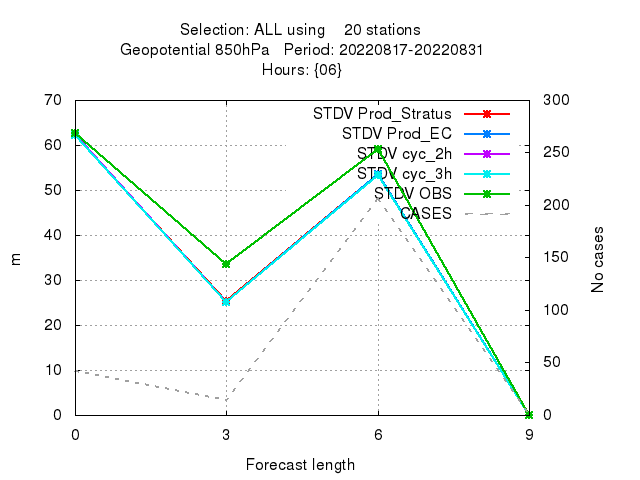 Selection: ALL using    20 stations
Geopotential 850hPa   Period: 20220817-20220831
Hours: {06}
STDV Prod_Stratus
STDV Prod_EC
STDV cyc_2h
STDV cyc_3h
STDV OBS
CASES
70
60
50
40
30
20
10
0
m
300
250
200
150
100
50
0
No cases
0 3 6 9
Forecast length